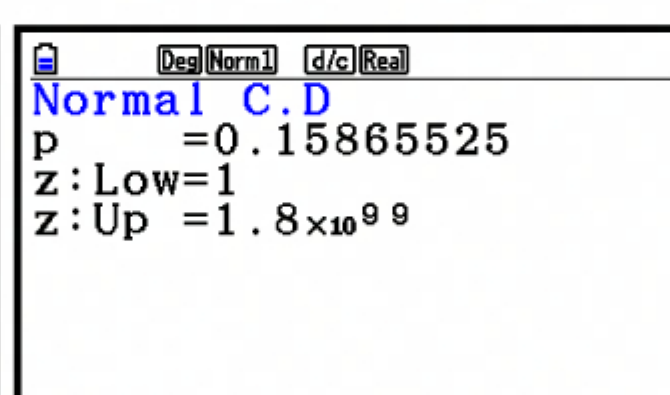 Deg Norm1 d/c Real
Normal C.D
p =0.15865525
z:Low=1
z:Up =1.8×10⁹⁹